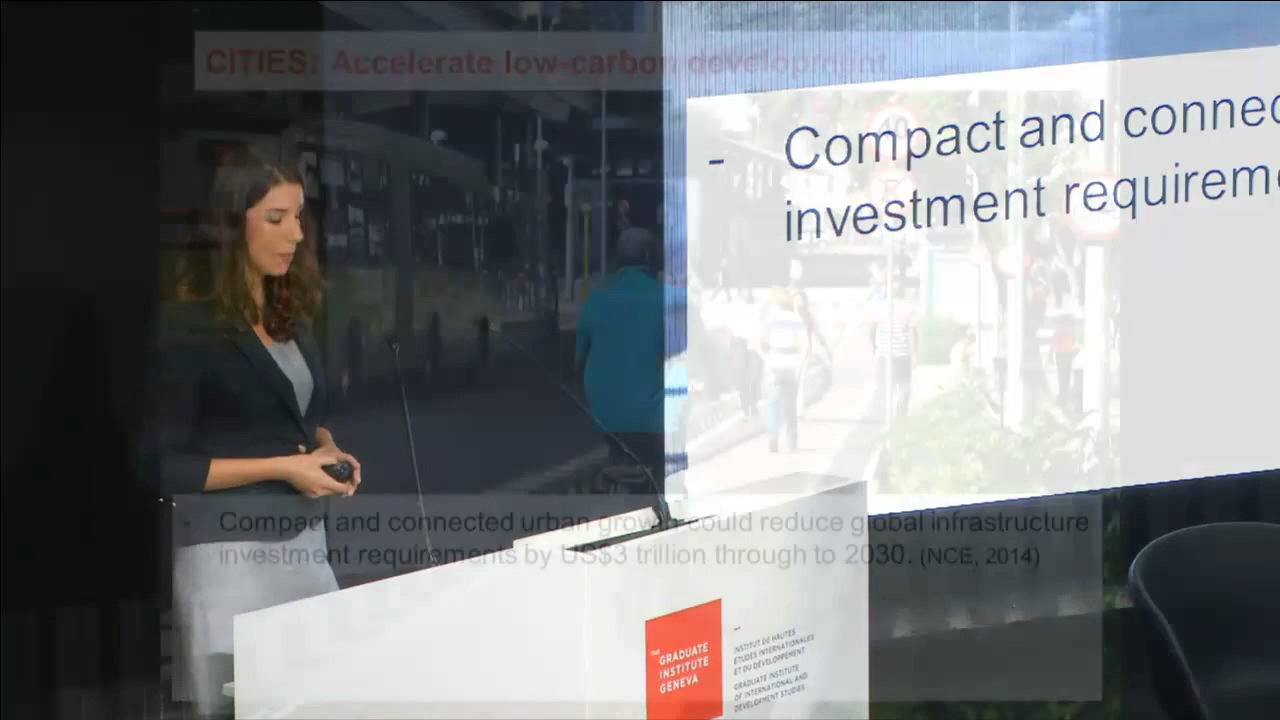 CITIES: Accelerate low-carbon development
- Compact and connec
investment requirem
Compact and connected urban growth could reduce global infrastructure
investment requirements by US$3 trillion through to 2030. (NCE, 2014)
THE
GRADUATE
INSTITUTE
GENEVA
INSTITUT DE HAUTES
ETUDES INTERNATIONALES
ET DU DÉVELOPPEMENT
GRADUATE INSTITUTE
OF INTERNATIONAL AND
DEVELOPMENT STUDIES